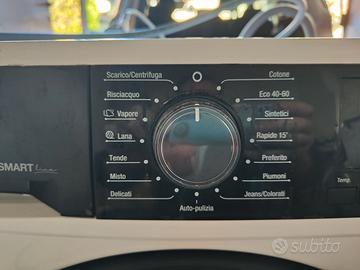 Scarico/Centrifuga
Cotone
Risciacquo
Eco 40-60
Vapore
Sintetici
Lana
Rapide 15'
Tende
Preferito
Misto
Piumoni
Delicati
Jeans/Colorati
Auto-pulizia
SMART line
Temp.
subito